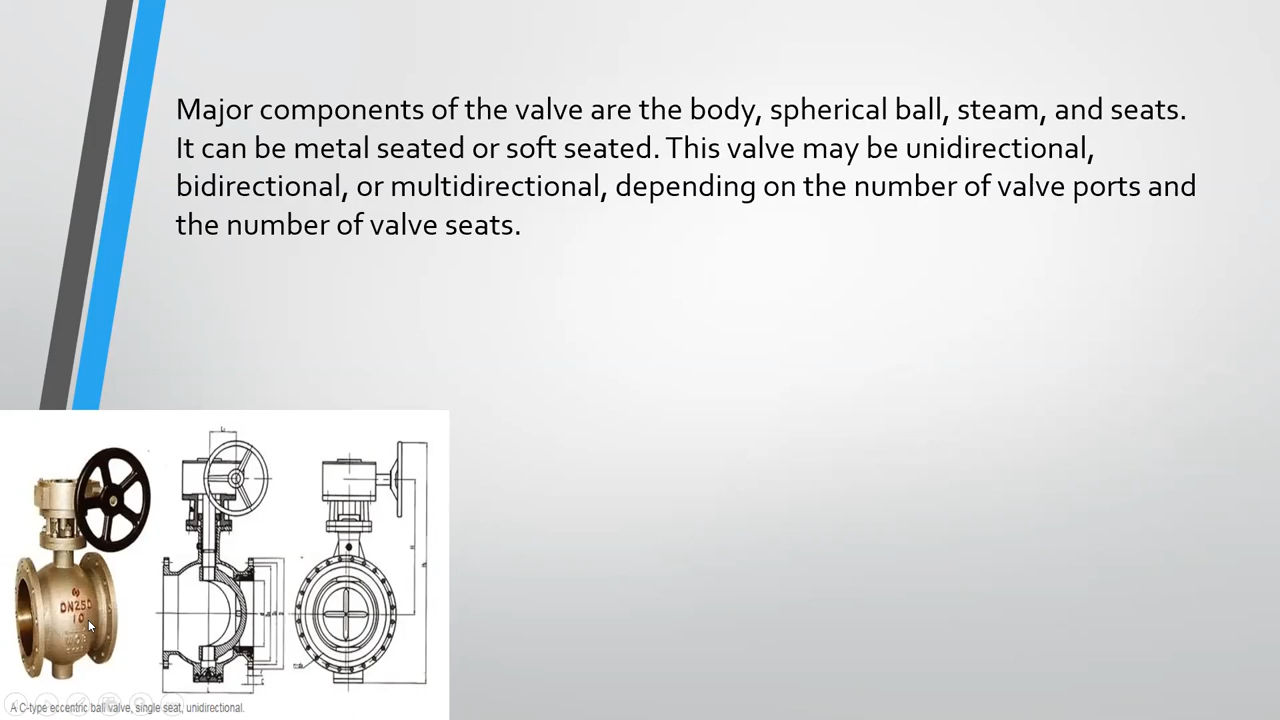 Major components of the valve are the body, spherical ball, steam, and seats.
It can be metal seated or soft seated. This valve may be unidirectional,
bidirectional, or multidirectional, depending on the number of valve ports and
the number of valve seats.
DN250
10
A C-type eccentric ball valve, single seat, unidirectional.